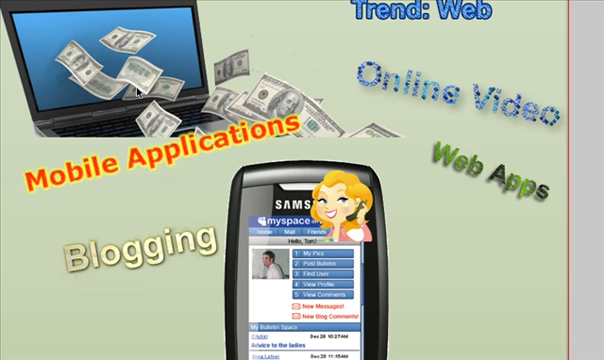 Trend: Web
Online Video
Mobile Applications
Web Apps
Blogging
SAMS
myspace
Home Mail Friends
Hello, Tom!
1 My Pick
2 Post Bulletin
3 Find User
4 View Profile
5 View Comments
New Messages!
New Blog Comments!
My Bulletin Space
Dec 28 10:27AM
Advice to the ladies
Dec 28 11:15AM